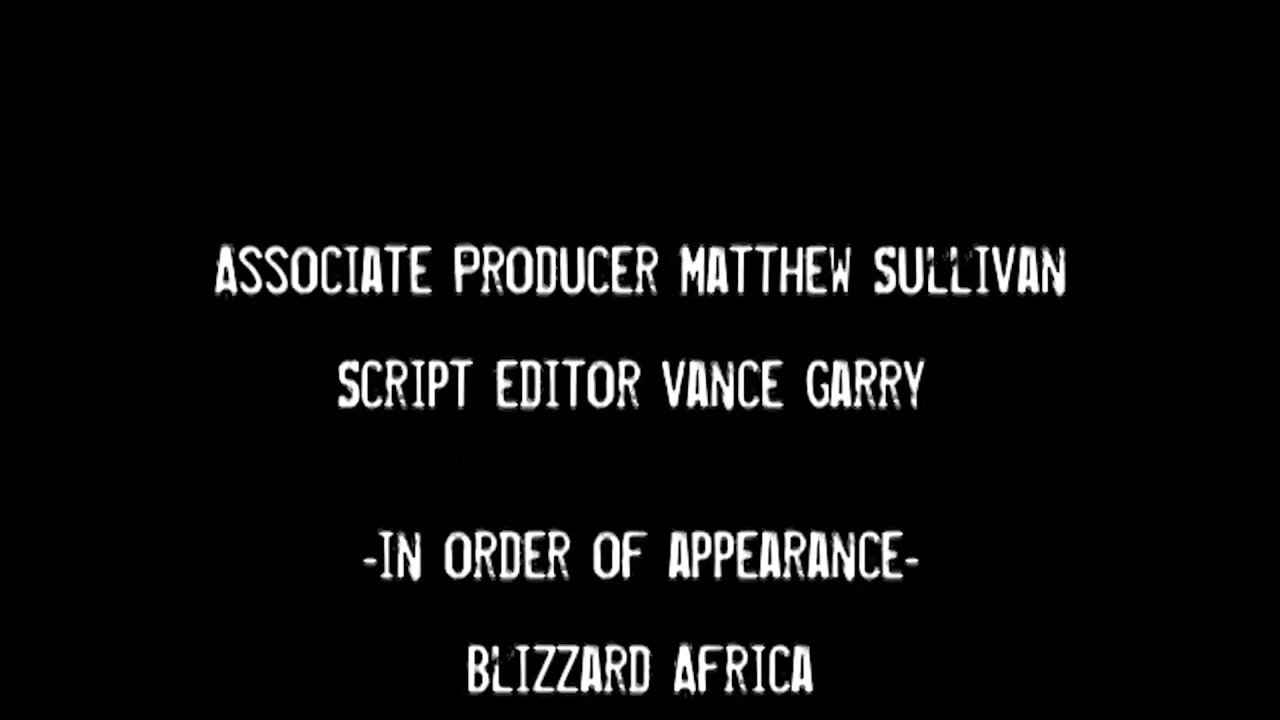 ASSOCIATE PRODUCER MATTHEW SULLIVAN
SCRIPT EDITOR VANCE GARRY
-IN ORDER OF APPEARANCE-
BLIZZARD AFRICA